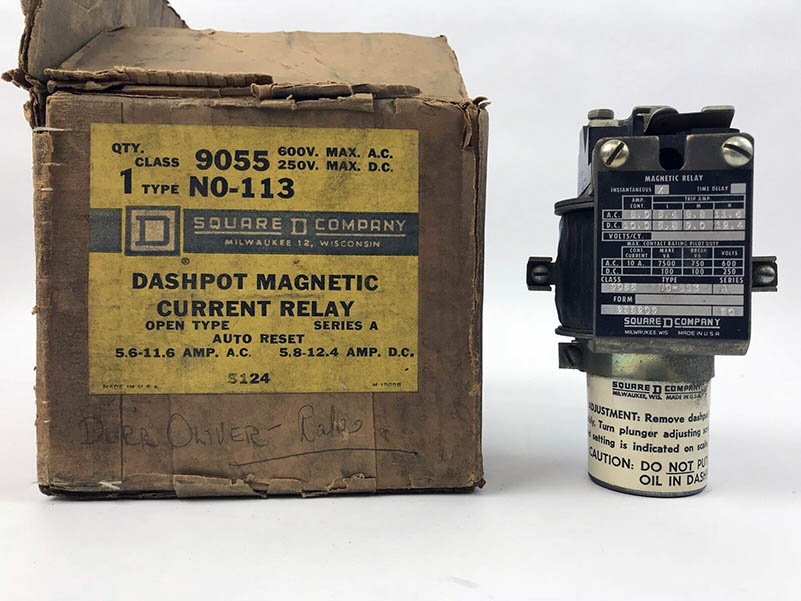 QTY. CLASS 9055 600V. MAX. A.C.
250V. MAX. D.C.
1 TYPE NO-113
D
SQUARE D COMPANY
MILWAUKEE 12, WISCONSIN
®
DASHPOT MAGNETIC
CURRENT RELAY
OPEN TYPE SERIES A
AUTO RESET
5.6-11.6 AMP. A.C. 5.8-12.4 AMP. D.C.
5124
MADE IN U.S.A.
Dorr Oliver-
MAGNETIC RELAY
INSTANTANEOUS X TIME DELAY
AMP. CONT. TRIP AMP.
L M H
A.C.
D.C.
VOLTS/CY.
MAX. CONTACT RATING PILOT DUTY
CONT. CURRENT MAKE VA BREAK VA VOLTS
A.C. 10 A. 7500 750 600
D.C. 100 100 250
CLASS TYPE SERIES
9055 NO-113 A
FORM
SQUARE D COMPANY
MILWAUKEE, WIS. MADE IN U.S.A.
SQUARE D COMPANY
MILWAUKEE, WIS. MADE IN U.S.A.
ADJUSTMENT: Remove dashpot
Turn plunger adjusting
setting is indicated on
CAUTION: DO NOT PUT
OIL IN DASH